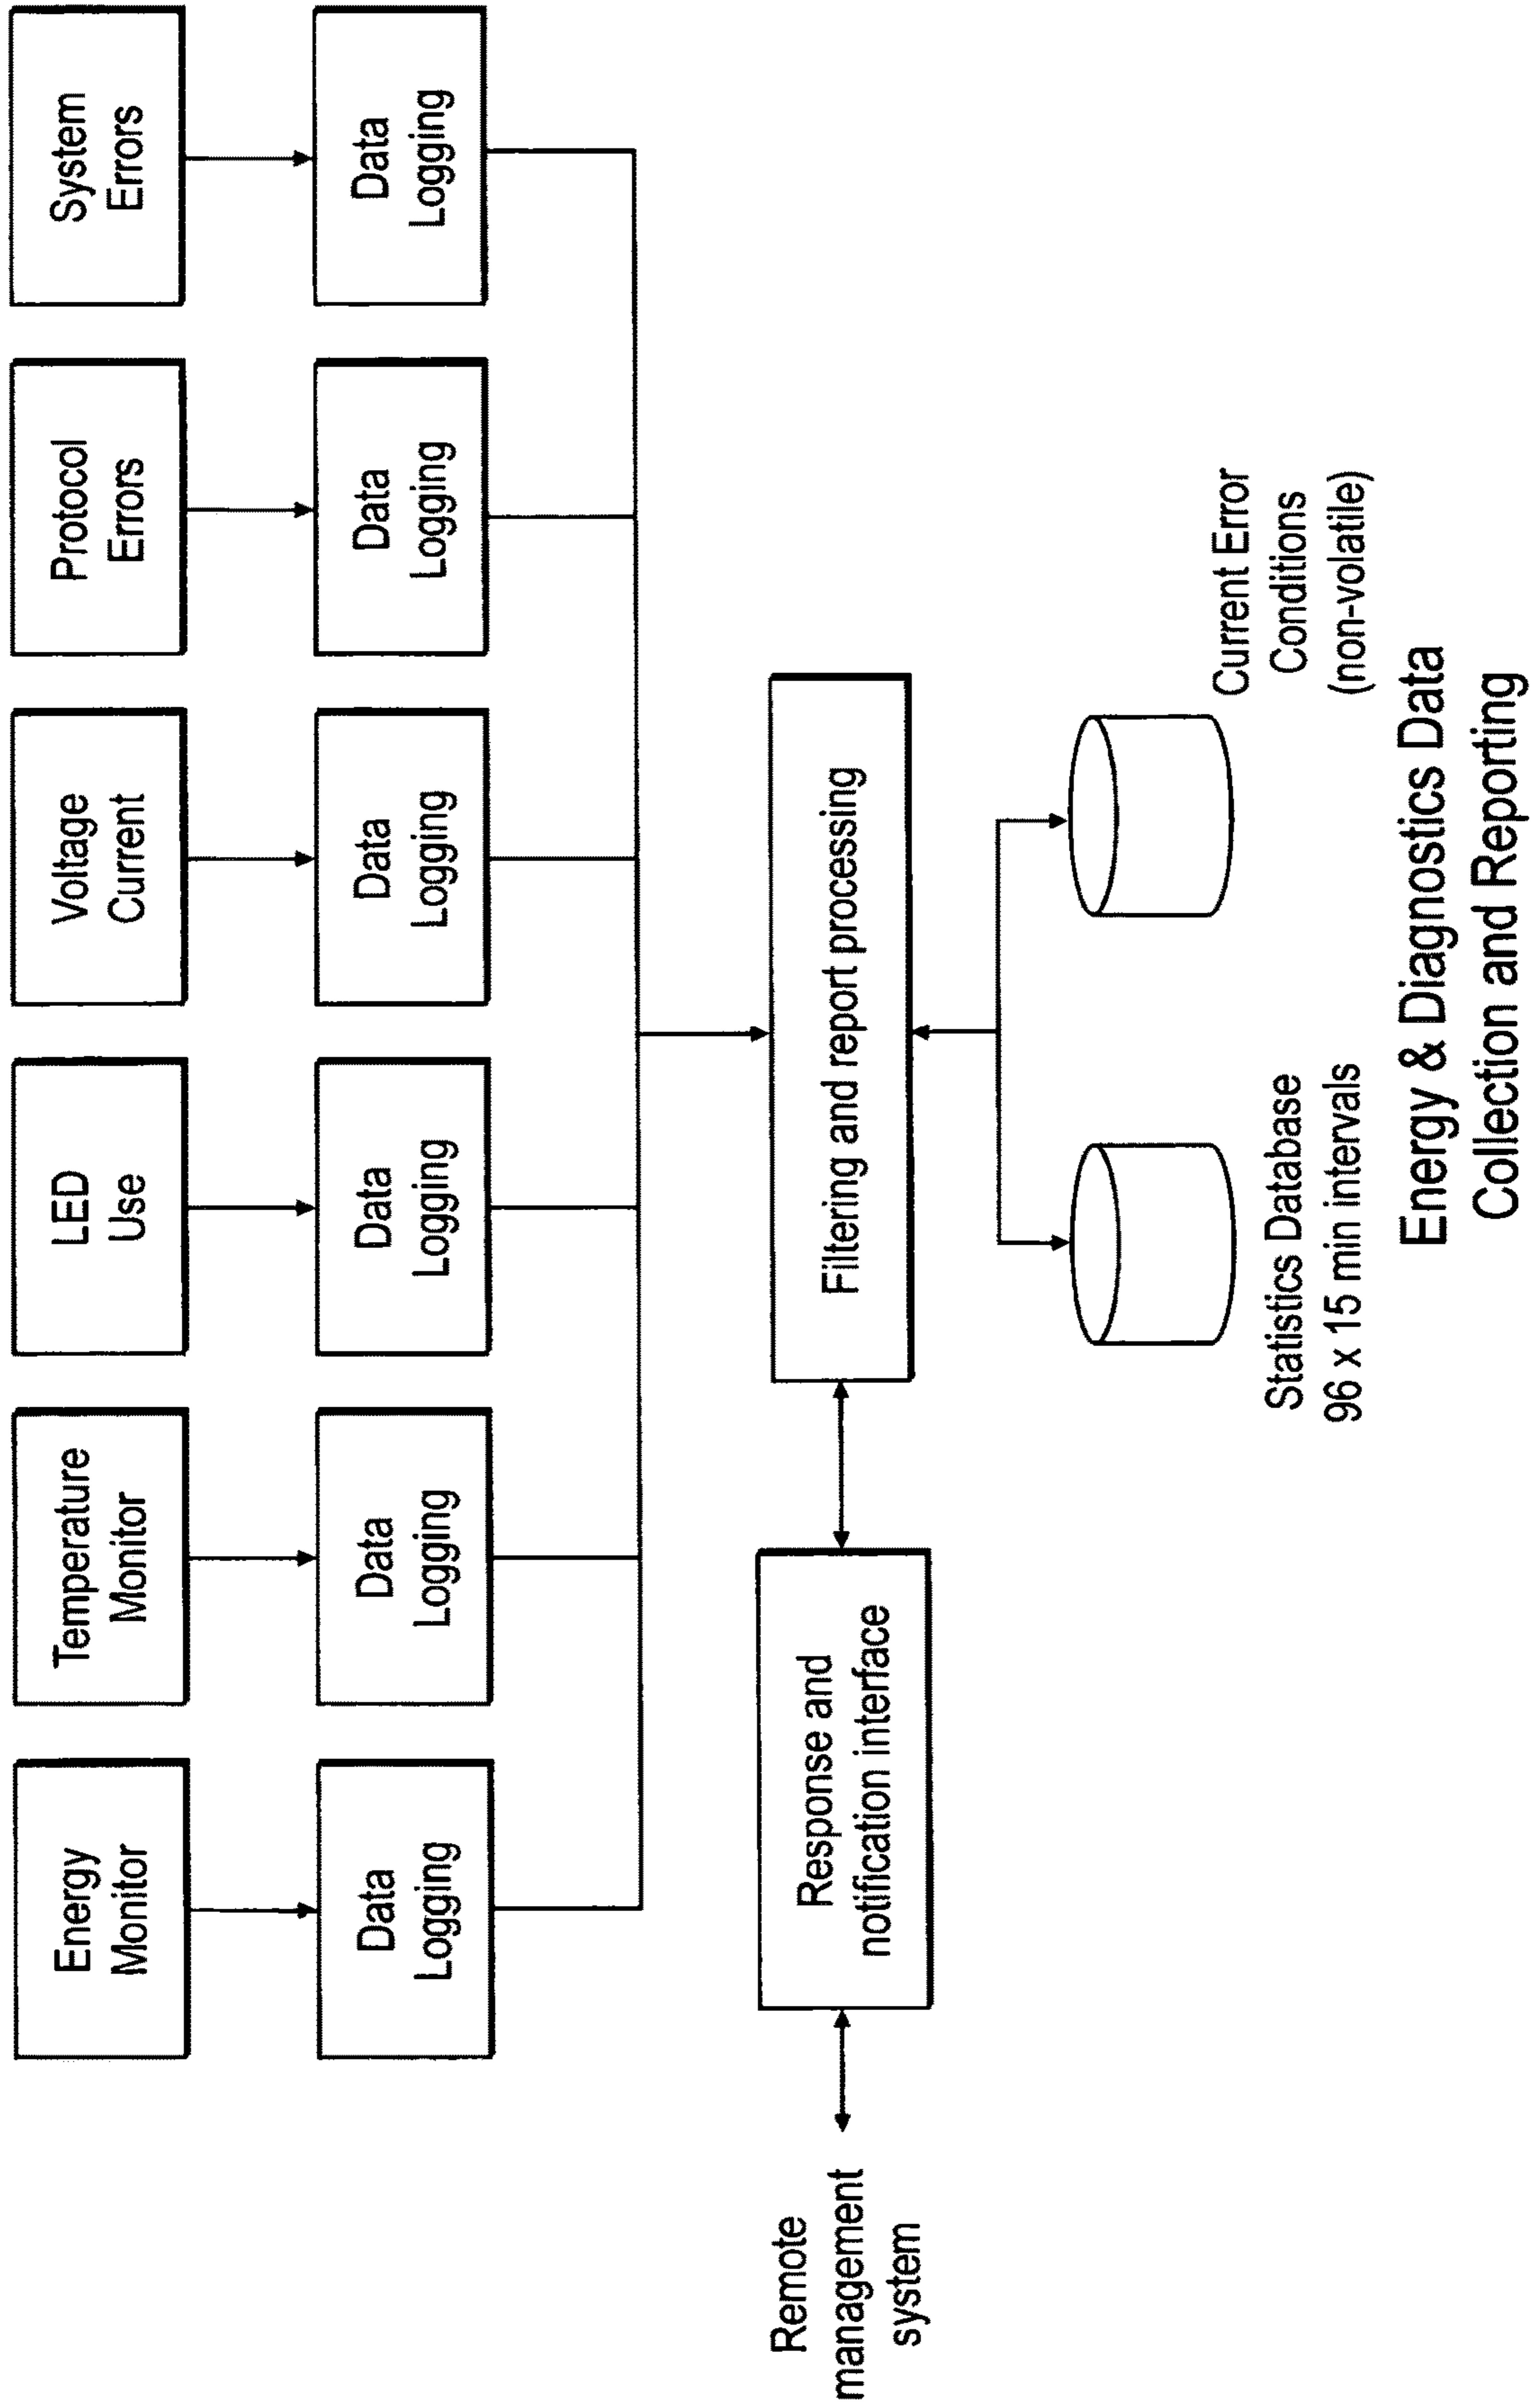 Energy
Monitor
Temperature
Monitor
LED
Use
Voltage
Current
Protocol
Errors
System
Errors
Data
Logging
Data
Logging
Data
Logging
Data
Logging
Data
Logging
Data
Logging
Remote
management
system
Response and
notification interface
Filtering and report processing
Statistics Database
96 x 15 min intervals
Current Error
Conditions
(non-volatile)
Energy & Diagnostics Data
Collection and Reporting